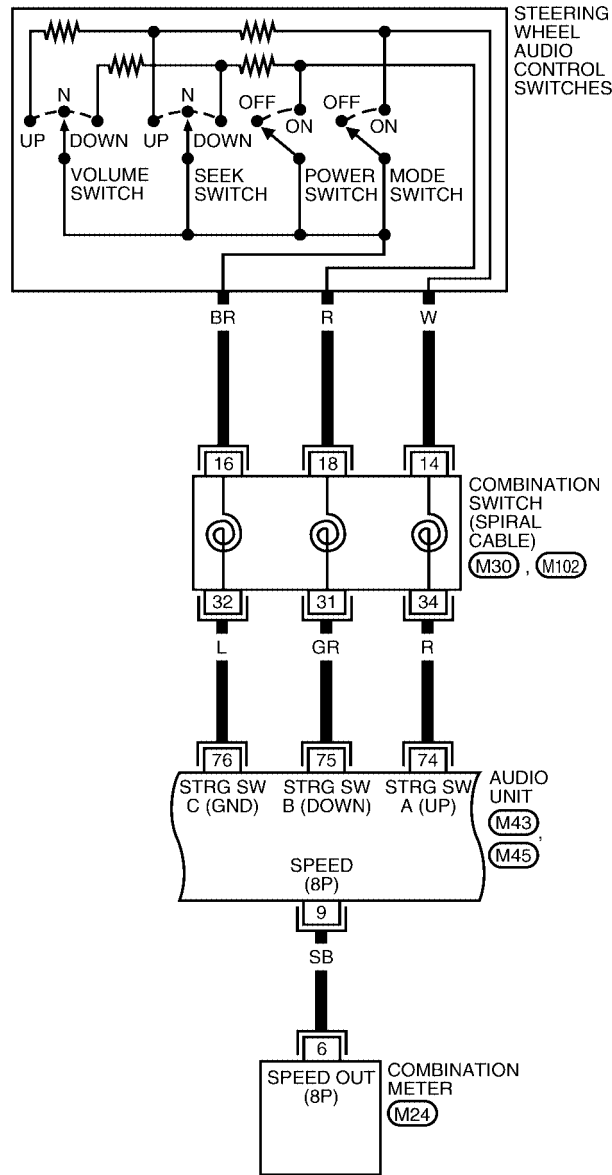 STEERING
WHEEL
AUDIO
CONTROL
SWITCHES
N
N
OFF
OFF
ON
ON
UP
DOWN
UP
DOWN
VOLUME
SWITCH
SEEK
SWITCH
POWER
SWITCH
MODE
SWITCH
BR
R
W
16
18
14
COMBINATION
SWITCH
(SPIRAL
CABLE)
M30 , M102
32
31
34
L
GR
R
76
75
74
STRG SW
C (GND)
STRG SW
B (DOWN)
STRG SW
A (UP)
AUDIO
UNIT
M43 ,
M45
SPEED
(8P)
9
SB
6
SPEED OUT
(8P)
COMBINATION
METER
M24